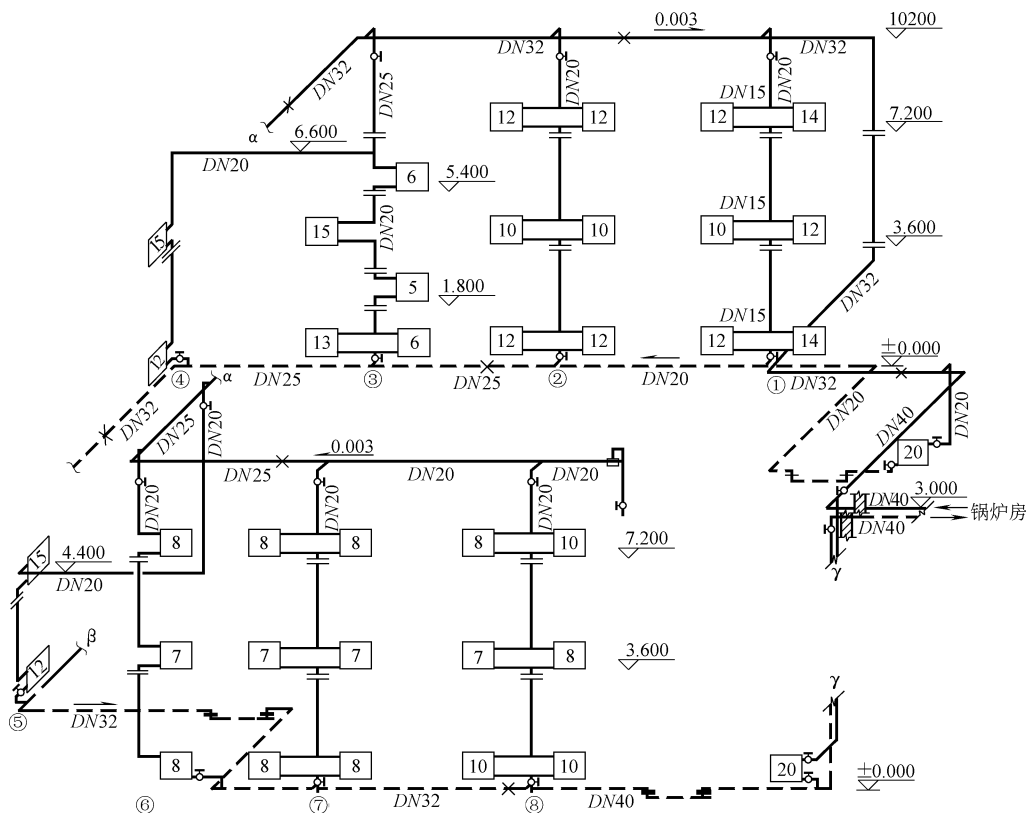 0.003
10200
DN32
DN32
DN32
DN25
DN20
DN20
DN15
12
12
12
14
7.200
α
6.600
DN20
5.400
6
DN20
DN15
15
15
10
10
10
12
3.600
1.800
5
DN32
DN15
13
6
12
12
12
14
12
④
③
②
①
±0.000
DN25
DN25
DN20
DN32
DN32
DN25
α
DN20
DN20
DN40
DN20
0.003
DN25
DN20
DN20
20
3.000
DN40
DN40
锅炉房
DN20
DN20
DN20
8
8
8
8
10
7.200
γ
15
4.400
DN20
β
7
7
7
7
8
3.600
12
⑤
DN32
γ
8
8
8
10
10
20
±0.000
⑥
⑦
DN32
⑧
DN40